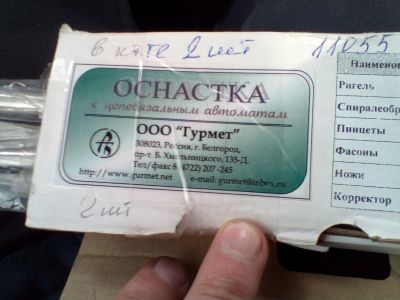 в к-те 2 шт 11055
ОСНАСТКА
к цепевязальным автоматам
ООО "Гурмет"
308023, Россия, г. Белгород,
пр-т. Б. Хмельницкого, 135-Д,
Тел/факс 8 (4722) 207-245
http://www.gurmet.net e-mail: gurmet@inbox.ru
2 шт
Наименов
Ригель
Спиралеобр
Пинцеты
Фасоны
Ножи
Корректор